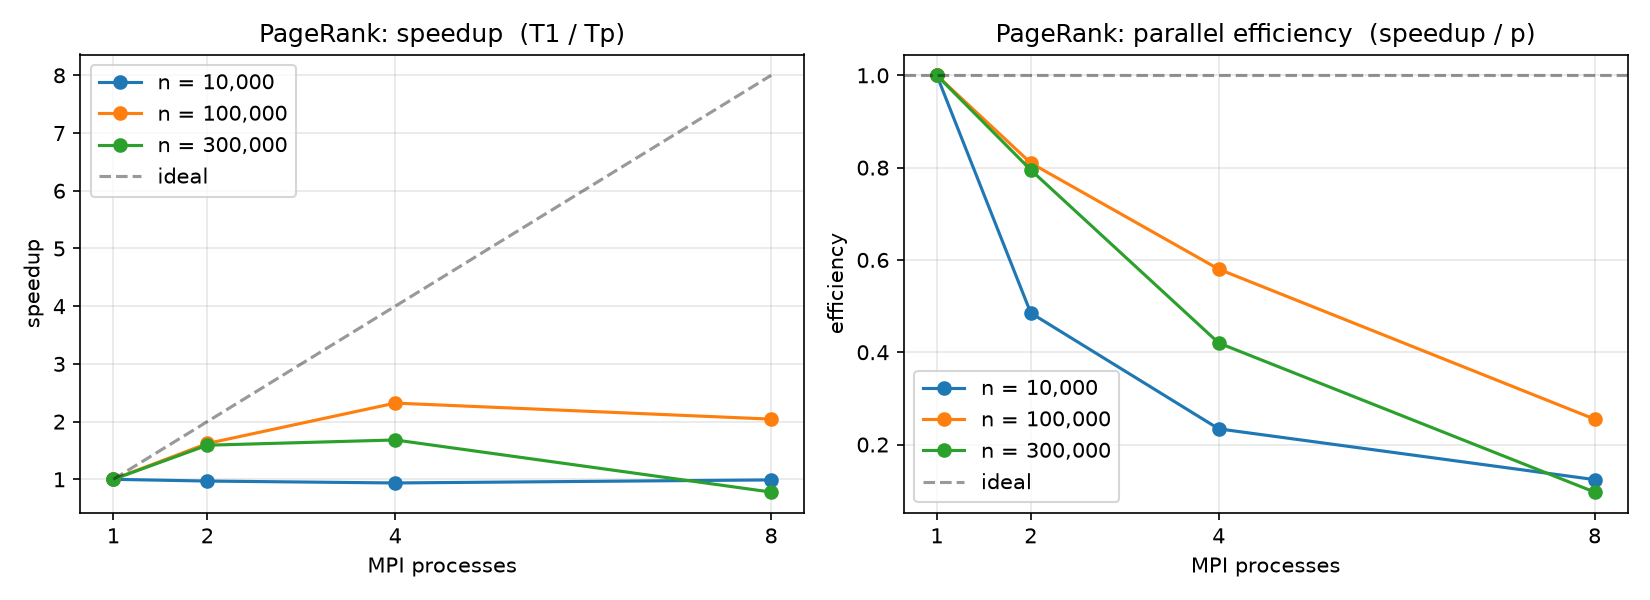 PageRank: speedup  (T1 / Tp)
8
7
6
5
4
3
2
1
speedup
n = 10,000
n = 100,000
n = 300,000
ideal
1 2 4 8
MPI processes
PageRank: parallel efficiency  (speedup / p)
1.0
0.8
0.6
0.4
0.2
efficiency
n = 10,000
n = 100,000
n = 300,000
ideal
1 2 4 8
MPI processes